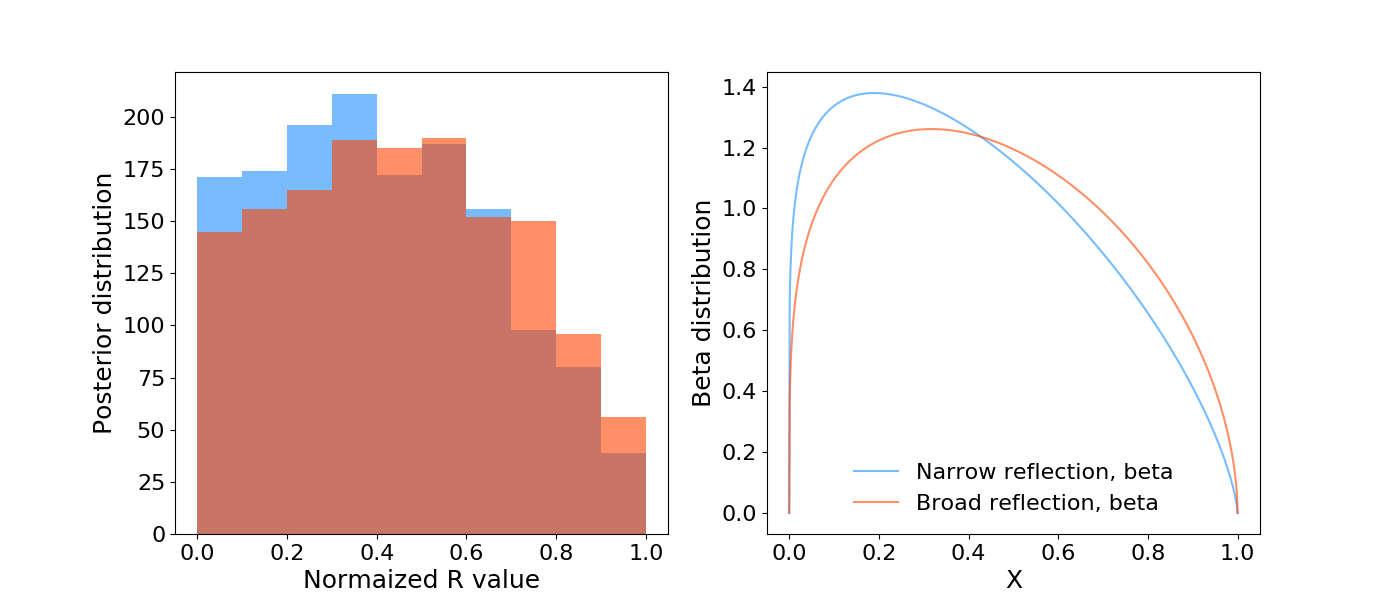 Posterior distribution
200
175
150
125
100
75
50
25
0
0.0 0.2 0.4 0.6 0.8 1.0
Normaized R value
Beta distribution
1.4
1.2
1.0
0.8
0.6
0.4
0.2
0.0
Narrow reflection, beta
Broad reflection, beta
0.0 0.2 0.4 0.6 0.8 1.0
X